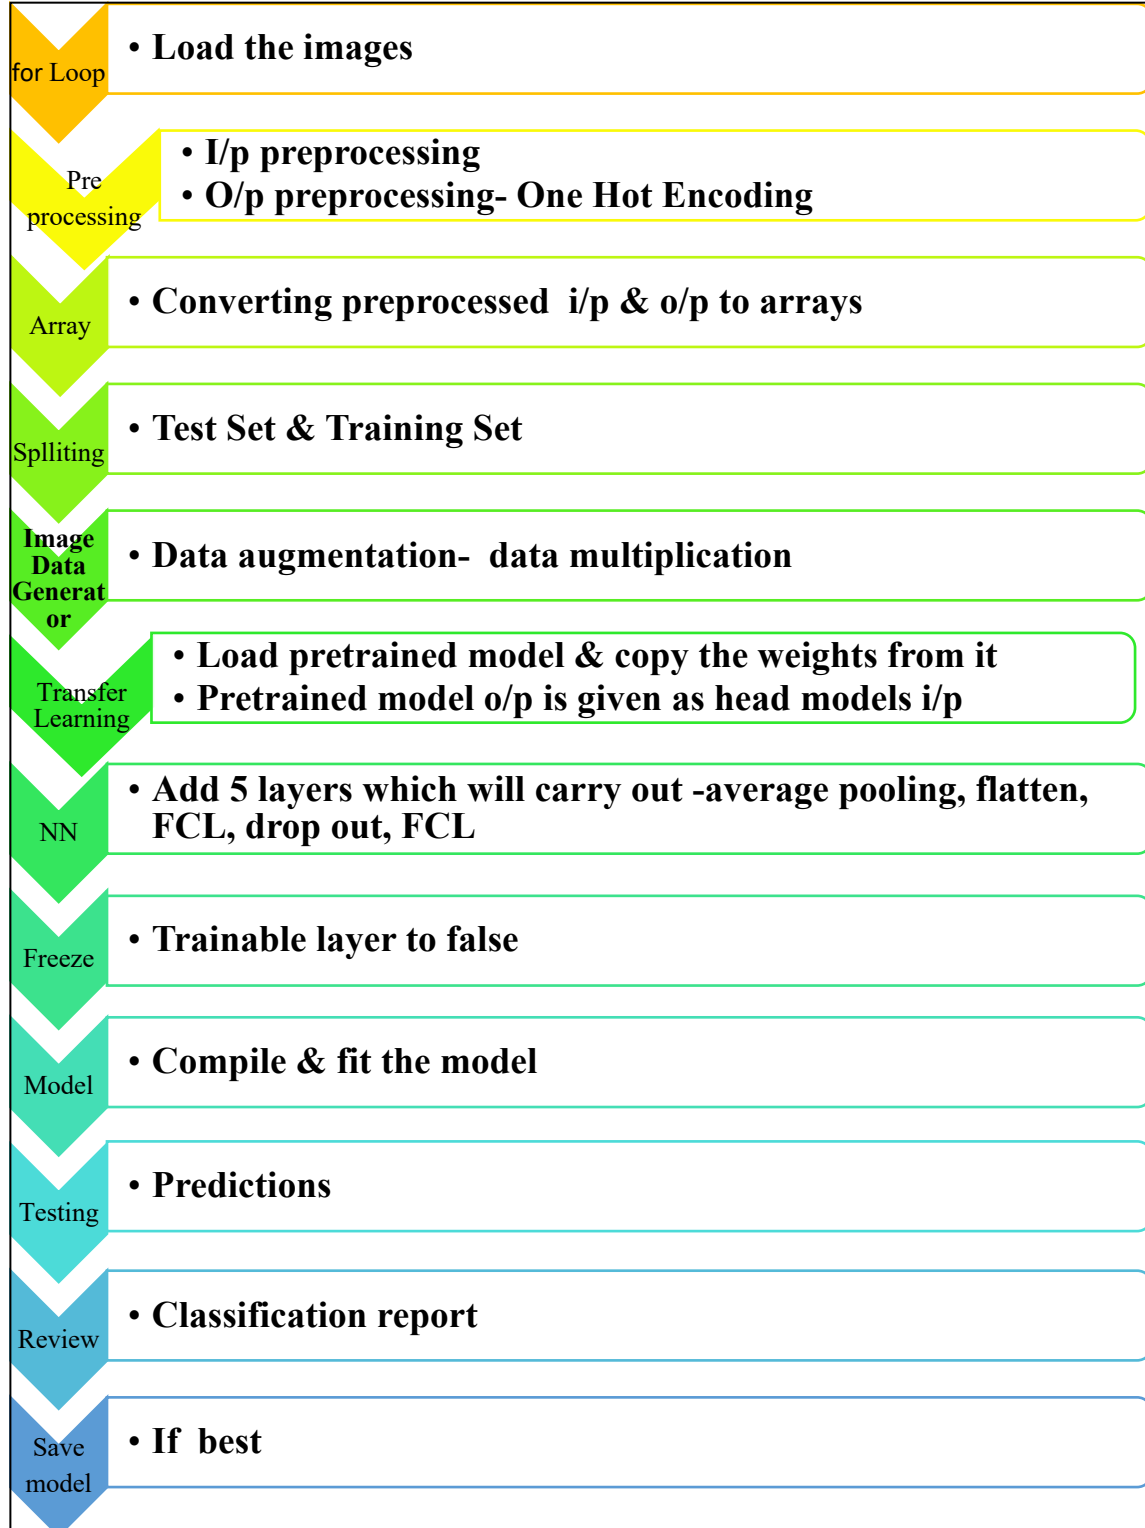 for Loop
• Load the images
Pre
processing
• I/p preprocessing
• O/p preprocessing- One Hot Encoding
Array
• Converting preprocessed  i/p & o/p to arrays
Splliting
• Test Set & Training Set
Image
Data
Generat
or
• Data augmentation-  data multiplication
Transfer
Learning
• Load pretrained model & copy the weights from it
• Pretrained model o/p is given as head models i/p
NN
• Add 5 layers which will carry out -average pooling, flatten,
FCL, drop out, FCL
Freeze
• Trainable layer to false
Model
• Compile & fit the model
Testing
• Predictions
Review
• Classification report
Save
model
• If  best